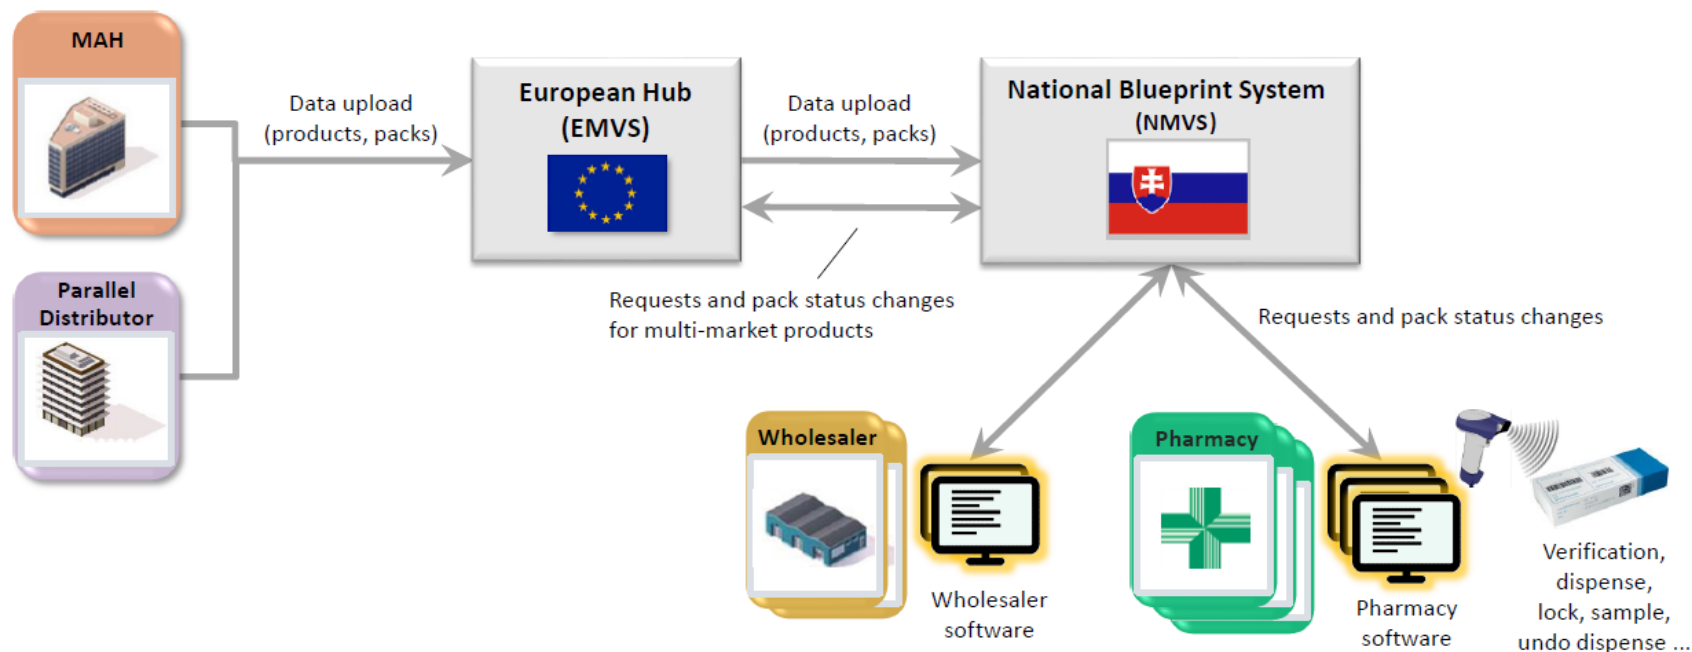 MAH
Data upload
(products, packs)
European Hub
(EMVS)
Data upload
(products, packs)
National Blueprint System
(NMVS)
Parallel
Distributor
Requests and pack status changes
for multi-market products
Requests and pack status changes
Wholesaler
Wholesaler
software
Pharmacy
Pharmacy
software
Verification,
dispense,
lock, sample,
undo dispense ...